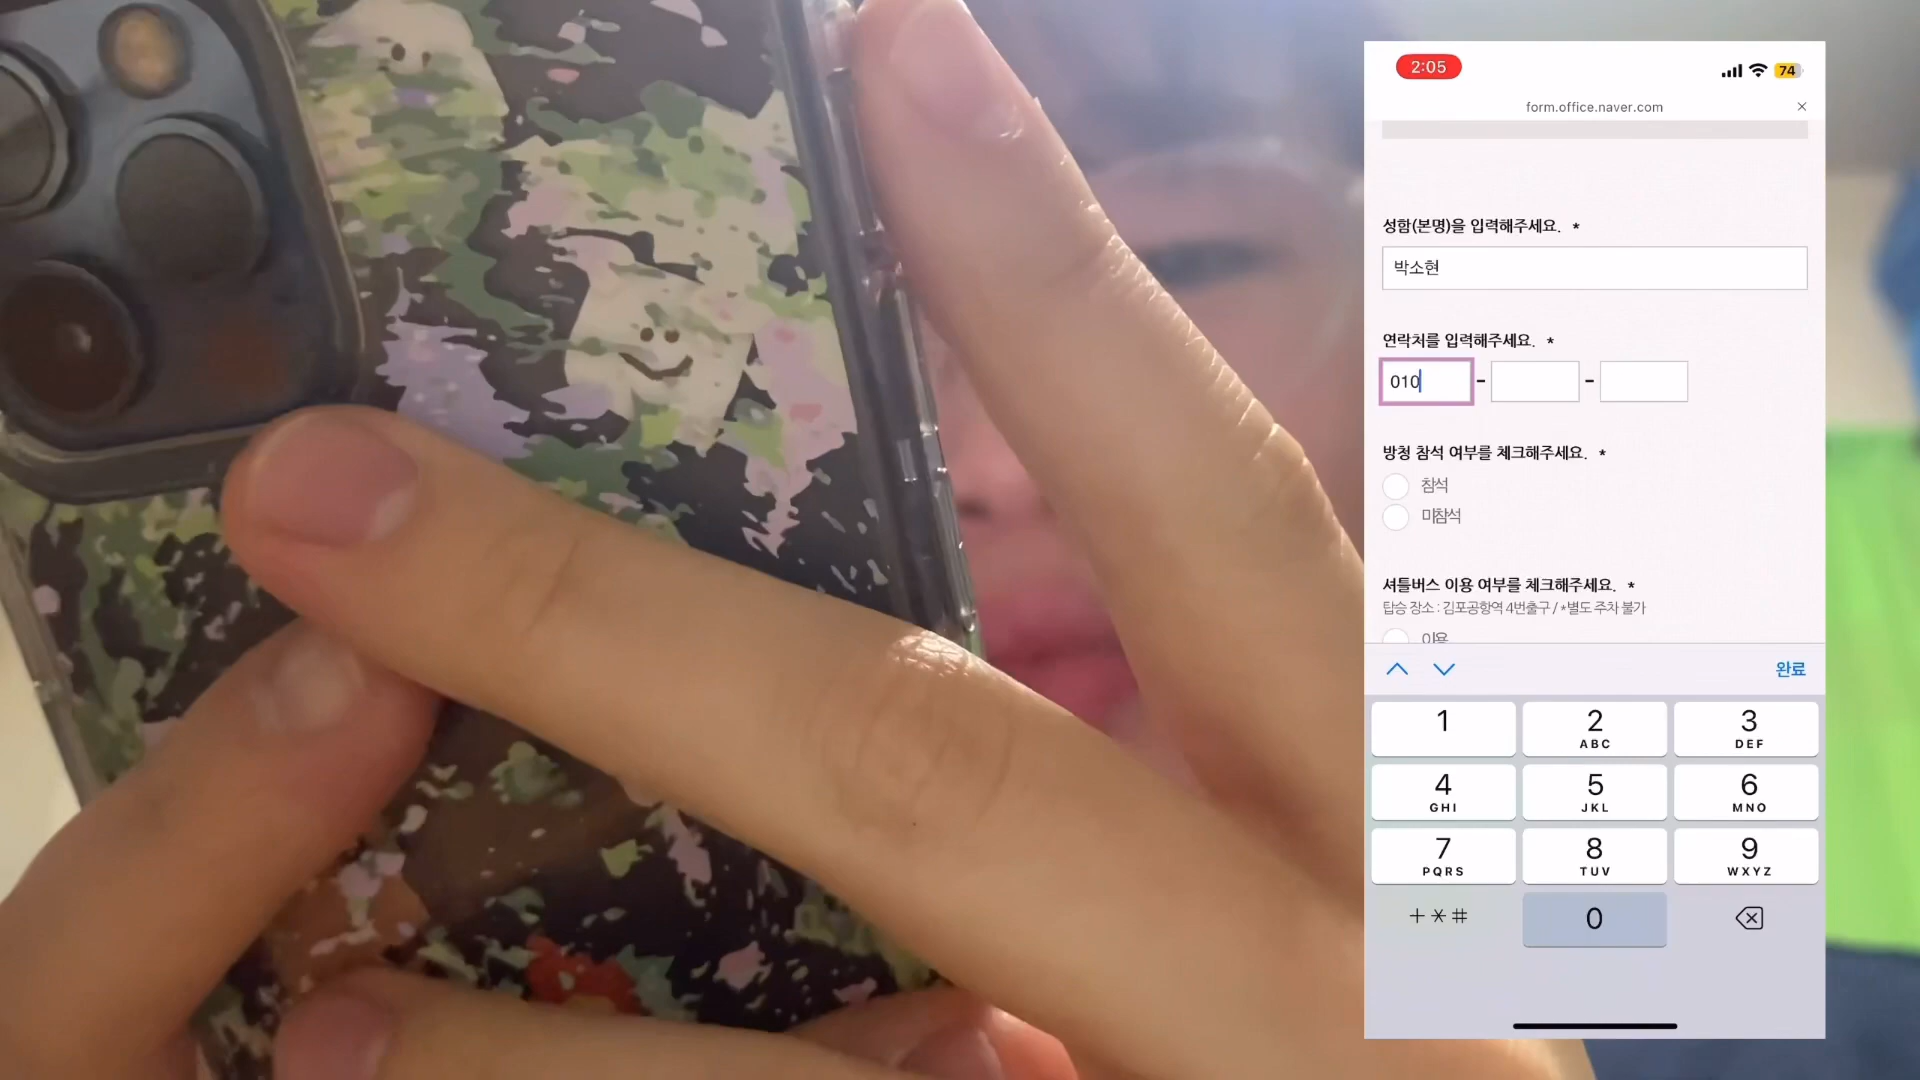 2:05
74
form.office.naver.com
성함(본명)을 입력해주세요. *
박소현
연락처를 입력해주세요. *
010 - -
방청 참석 여부를 체크해주세요. *
참석
미참석
셔틀버스 이용 여부를 체크해주세요. *
탑승 장소 : 김포공항역 4번출구 / *별도 주차 불가
이용
완료
1
2
ABC
3
DEF
4
GHI
5
JKL
6
MNO
7
PQRS
8
TUV
9
WXYZ
+*#
0